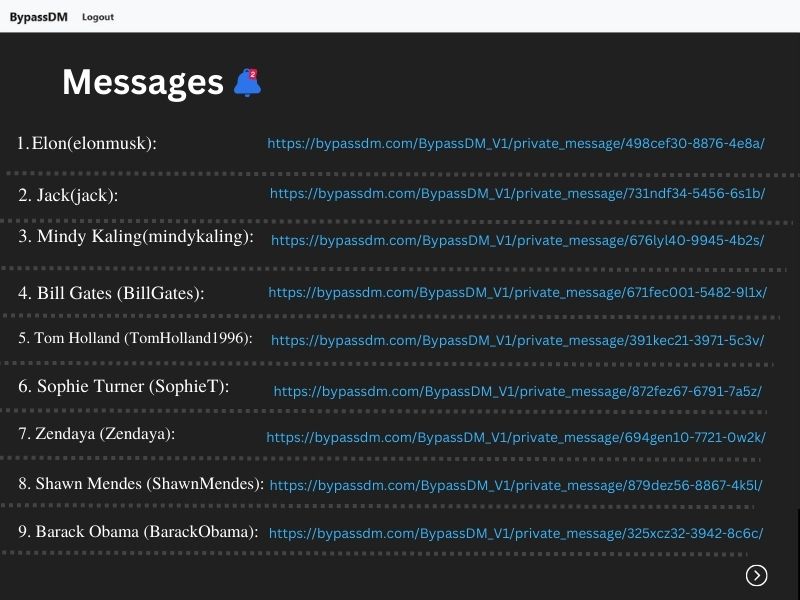 BypassDM Logout
Messages 2
1. Elon(elonmusk): https://bypassdm.com/BypassDM_V1/private_message/498cef30-8876-4e8a/
2. Jack(jack): https://bypassdm.com/BypassDM_V1/private_message/731ndf34-5456-6s1b/
3. Mindy Kaling(mindykaling): https://bypassdm.com/BypassDM_V1/private_message/676lyl40-9945-4b2s/
4. Bill Gates (BillGates): https://bypassdm.com/BypassDM_V1/private_message/671fec001-5482-9l1x/
5. Tom Holland (TomHolland1996): https://bypassdm.com/BypassDM_V1/private_message/391kec21-3971-5c3v/
6. Sophie Turner (SophieT): https://bypassdm.com/BypassDM_V1/private_message/872fez67-6791-7a5z/
7. Zendaya (Zendaya): https://bypassdm.com/BypassDM_V1/private_message/694gen10-7721-0w2k/
8. Shawn Mendes (ShawnMendes): https://bypassdm.com/BypassDM_V1/private_message/879dez56-8867-4k5l/
9. Barack Obama (BarackObama): https://bypassdm.com/BypassDM_V1/private_message/325xcz32-3942-8c6c/